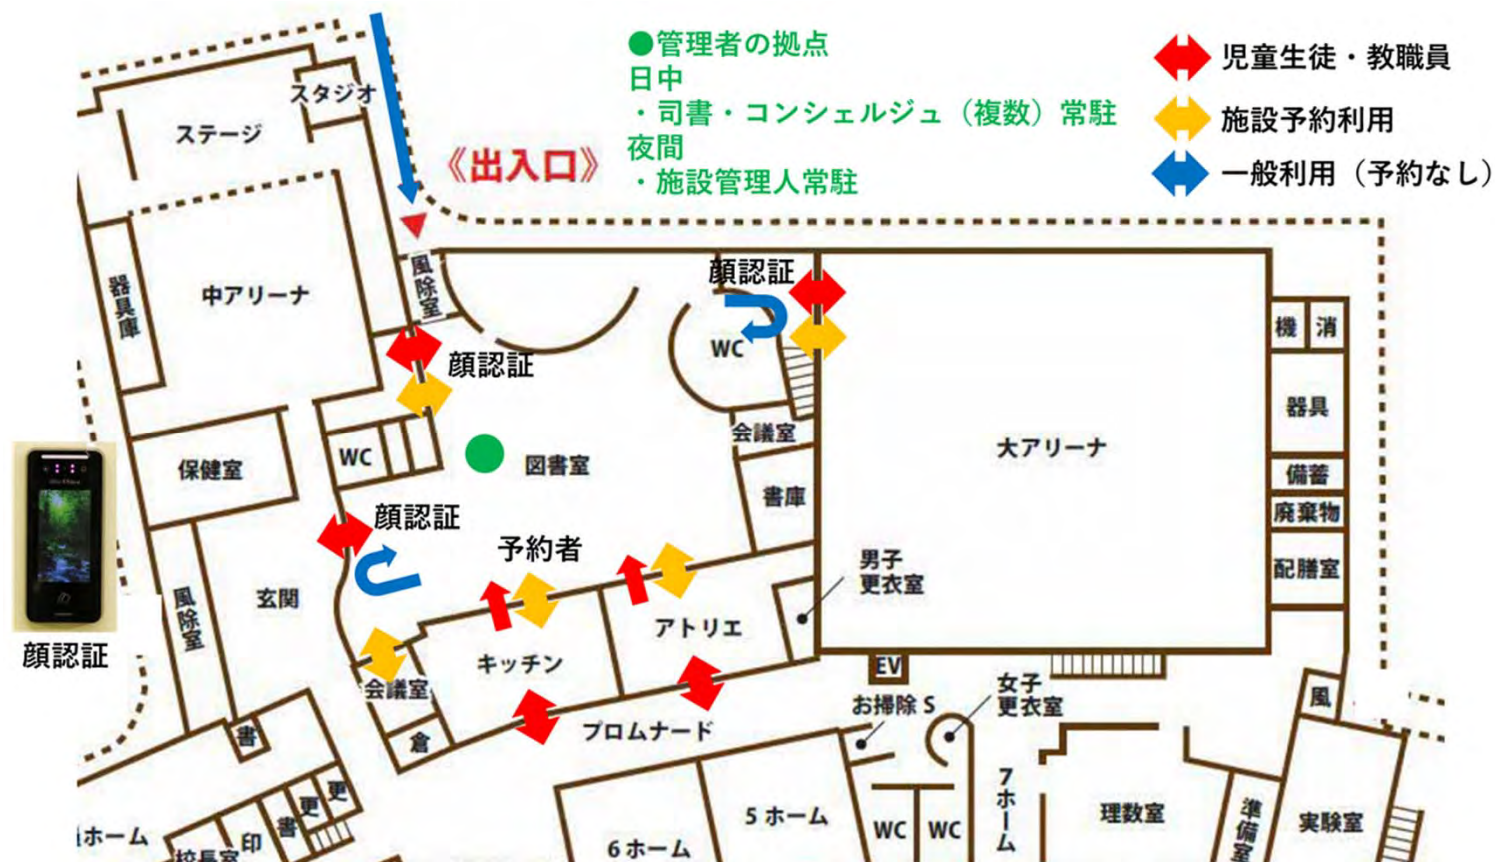 ●管理者の拠点
日中
・司書・コンシェルジュ（複数）常駐
夜間
・施設管理人常駐
児童生徒・教職員
施設予約利用
一般利用（予約なし）
《出入口》
スタジオ
ステージ
中アリーナ
器具庫
風除室
顔認証
顔認証
WC
会議室
書庫
図書室
大アリーナ
機
消
器具
備蓄
廃棄物
配膳室
保健室
WC
顔認証
予約者
玄関
風除室
顔認証
男子
更衣室
アトリエ
キッチン
会議室
倉
プロムナード
EV
お掃除 S
女子
更衣室
風
書
更
更
書
印
校長室
ホーム
6 ホーム
5 ホーム
WC
WC
7ホーム
理数室
準備室
実験室